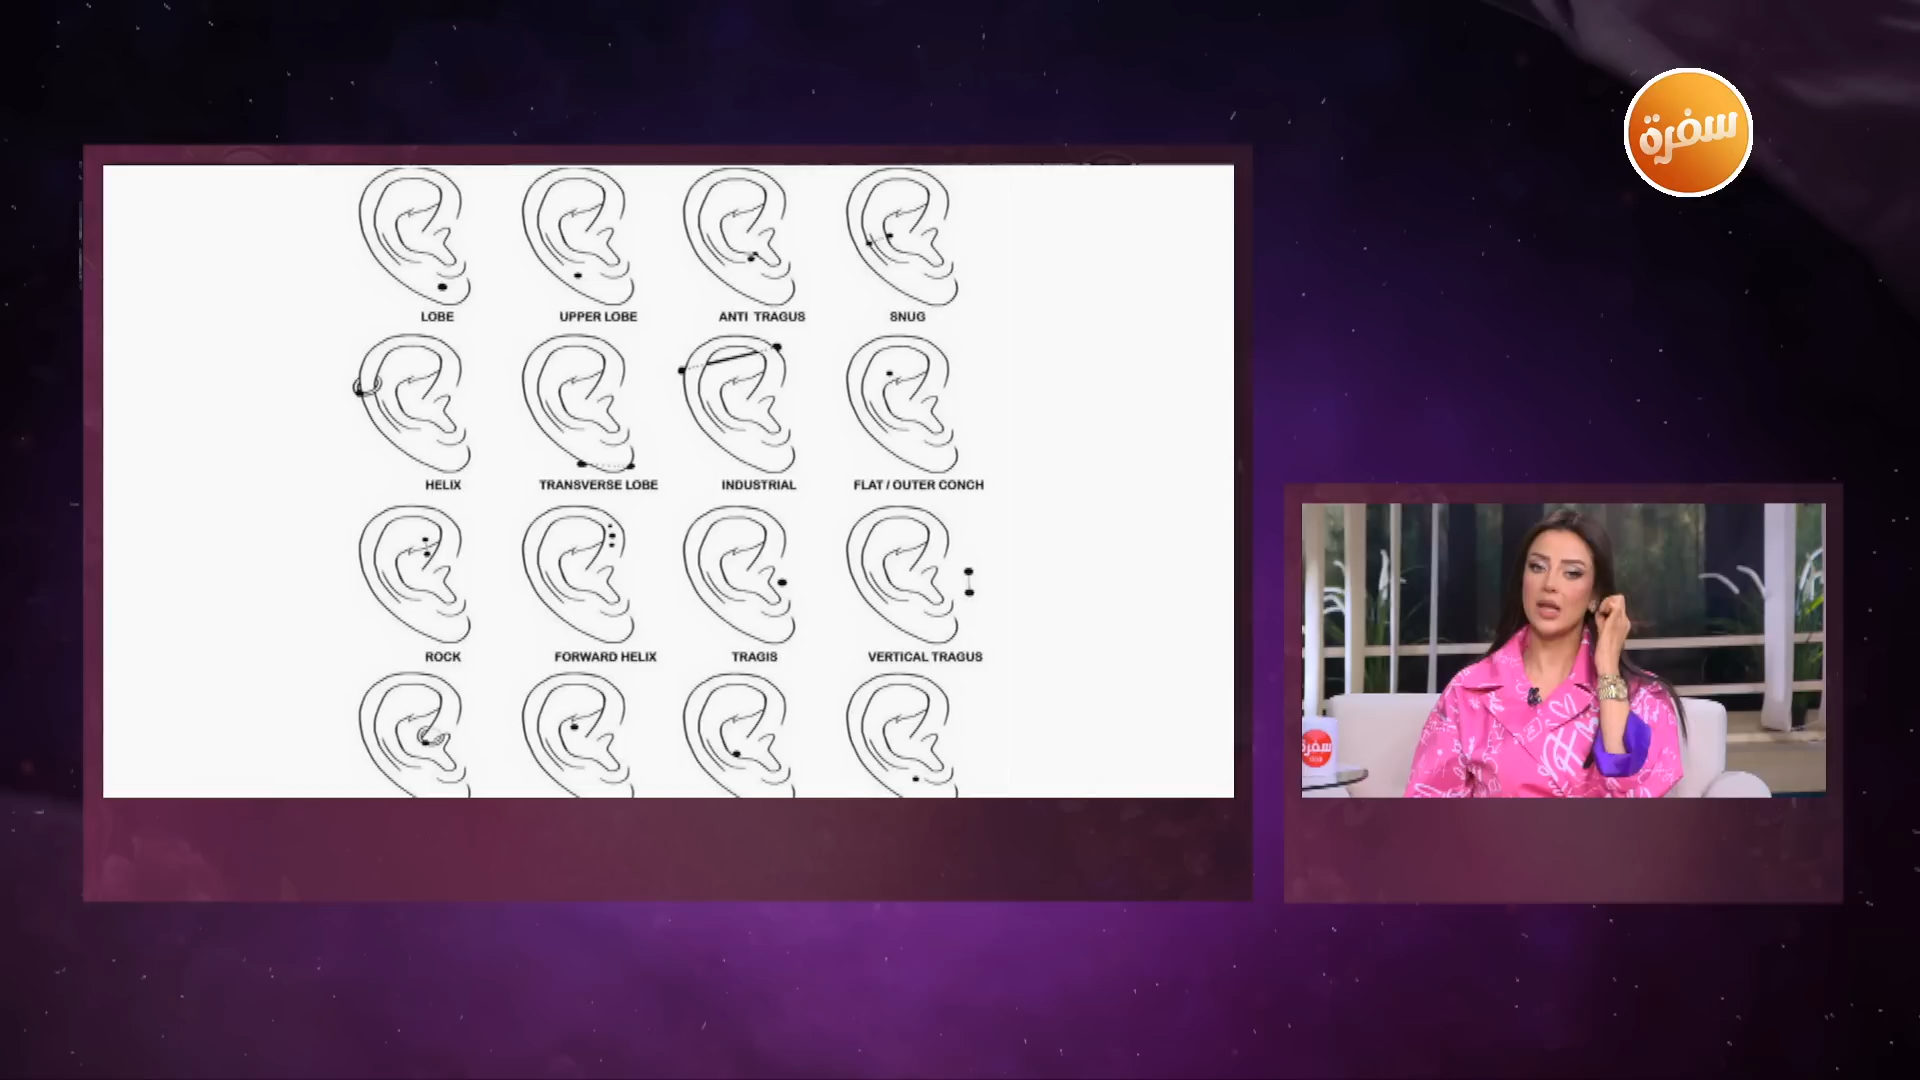 سفرة
LOBE
UPPER LOBE
ANTI TRAGUS
SNUG
HELIX
TRANSVERSE LOBE
INDUSTRIAL
FLAT / OUTER CONCH
ROCK
FORWARD HELIX
TRAGIS
VERTICAL TRAGUS
سفرة